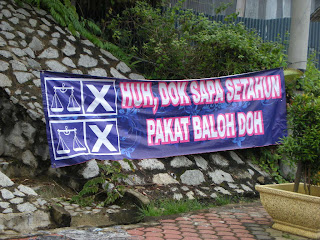 HUH, DOK SAPA SETAHUN
PAKAT BALOH DOH